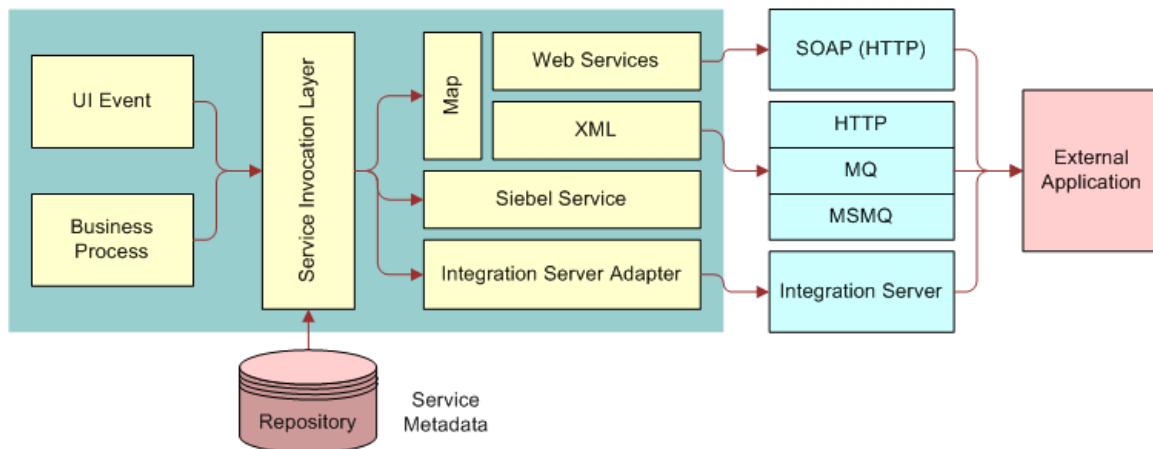 UI Event
Business
Process
Service Invocation Layer
Map
Web Services
XML
Siebel Service
Integration Server Adapter
SOAP (HTTP)
HTTP
MQ
MSMQ
Integration Server
External
Application
Repository
Service
Metadata